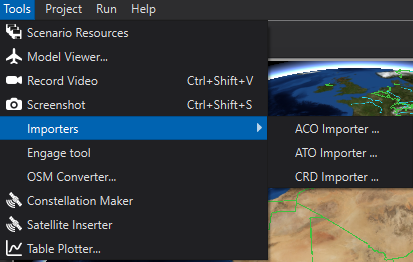 Tools Project Run Help
Scenario Resources
Model Viewer...
Record Video Ctrl+Shift+V
Screenshot Ctrl+Shift+S
Importers
ACO Importer ...
Engage tool
ATO Importer ...
OSM Converter...
CRD Importer ...
Constellation Maker
Satellite Inserter
Table Plotter...